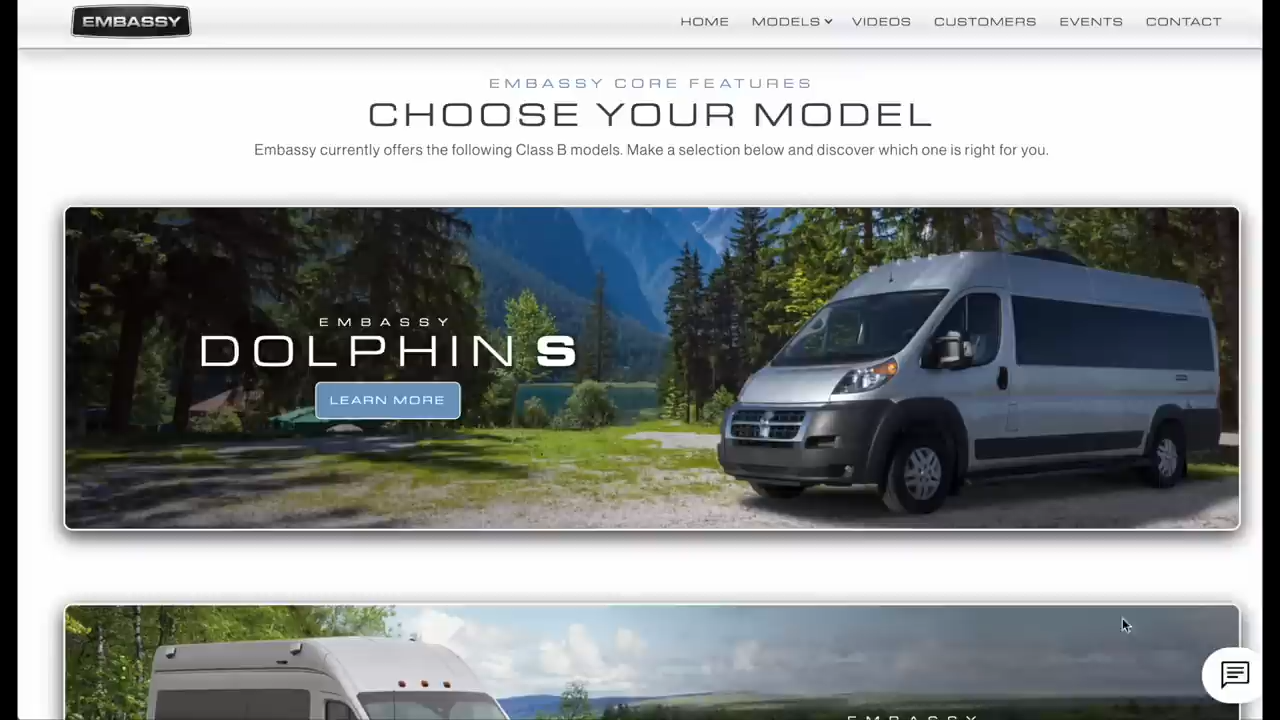 EMBASSY
HOME MODELS VIDEOS CUSTOMERS EVENTS CONTACT
EMBASSY CORE FEATURES
CHOOSE YOUR MODEL
Embassy currently offers the following Class B models. Make a selection below and discover which one is right for you.
EMBASSY
DOLPHIN S
LEARN MORE
EMBASSY